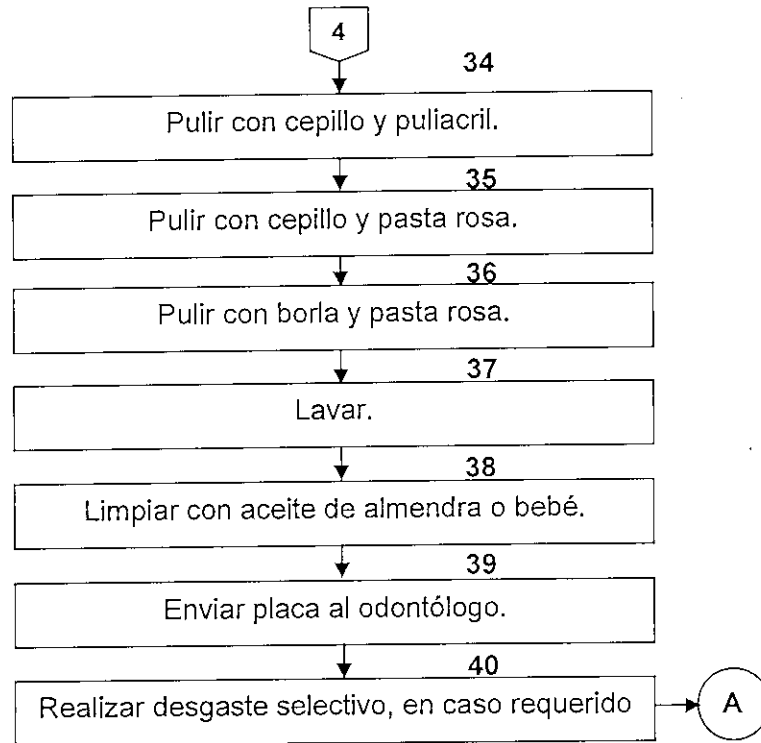 4
34
Pulir con cepillo y puliacril.
35
Pulir con cepillo y pasta rosa.
36
Pulir con borla y pasta rosa.
37
Lavar.
38
Limpiar con aceite de almendra o bebé.
39
Enviar placa al odontólogo.
40
Realizar desgaste selectivo, en caso requerido
A